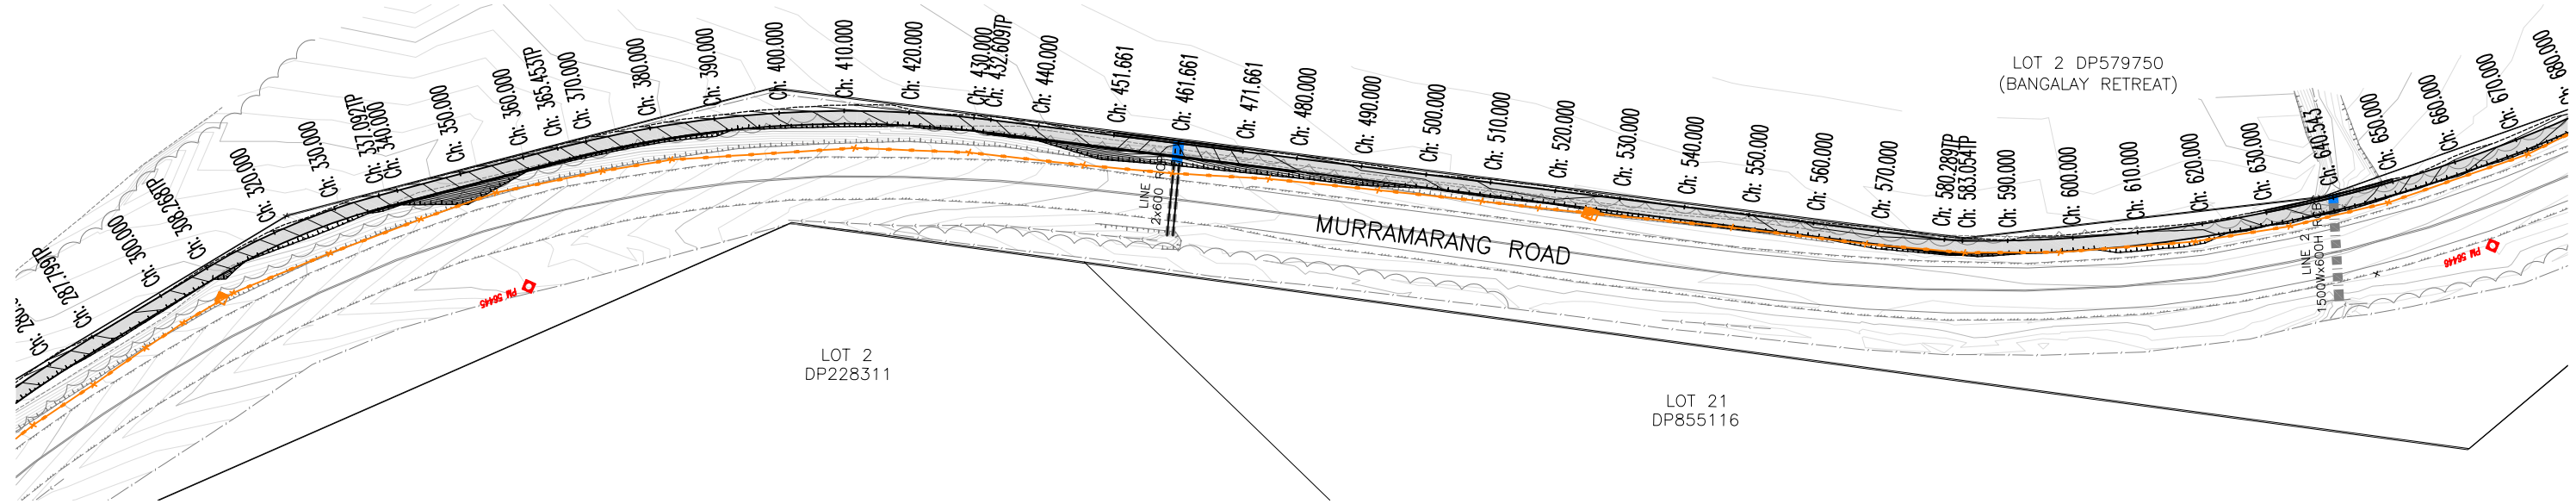 Ch: 287.799TP
Ch: 300.000
Ch: 308.268TP
Ch: 320.000
Ch: 330.000
Ch: 337.092TP
Ch: 340.000
Ch: 350.000
Ch: 360.000
Ch: 365.453TP
Ch: 370.000
Ch: 380.000
Ch: 390.000
Ch: 400.000
Ch: 410.000
Ch: 420.000
Ch: 430.000
Ch: 432.609TP
Ch: 440.000
Ch: 451.661
Ch: 461.661
Ch: 471.661
Ch: 480.000
Ch: 490.000
Ch: 500.000
Ch: 510.000
Ch: 520.000
Ch: 530.000
Ch: 540.000
Ch: 550.000
Ch: 560.000
Ch: 570.000
Ch: 580.289TP
Ch: 583.054TP
Ch: 590.000
Ch: 600.000
Ch: 610.000
Ch: 620.000
Ch: 630.000
Ch: 640.543
Ch: 650.000
Ch: 660.000
Ch: 670.000
680.000
LOT 2 DP579750
(BANGALAY RETREAT)
LINE
2x600
MURRAMARANG ROAD
LINE 2
1500Wx600H RCB
PM 56445
PM 56446
LOT 2
DP228311
LOT 21
DP855116